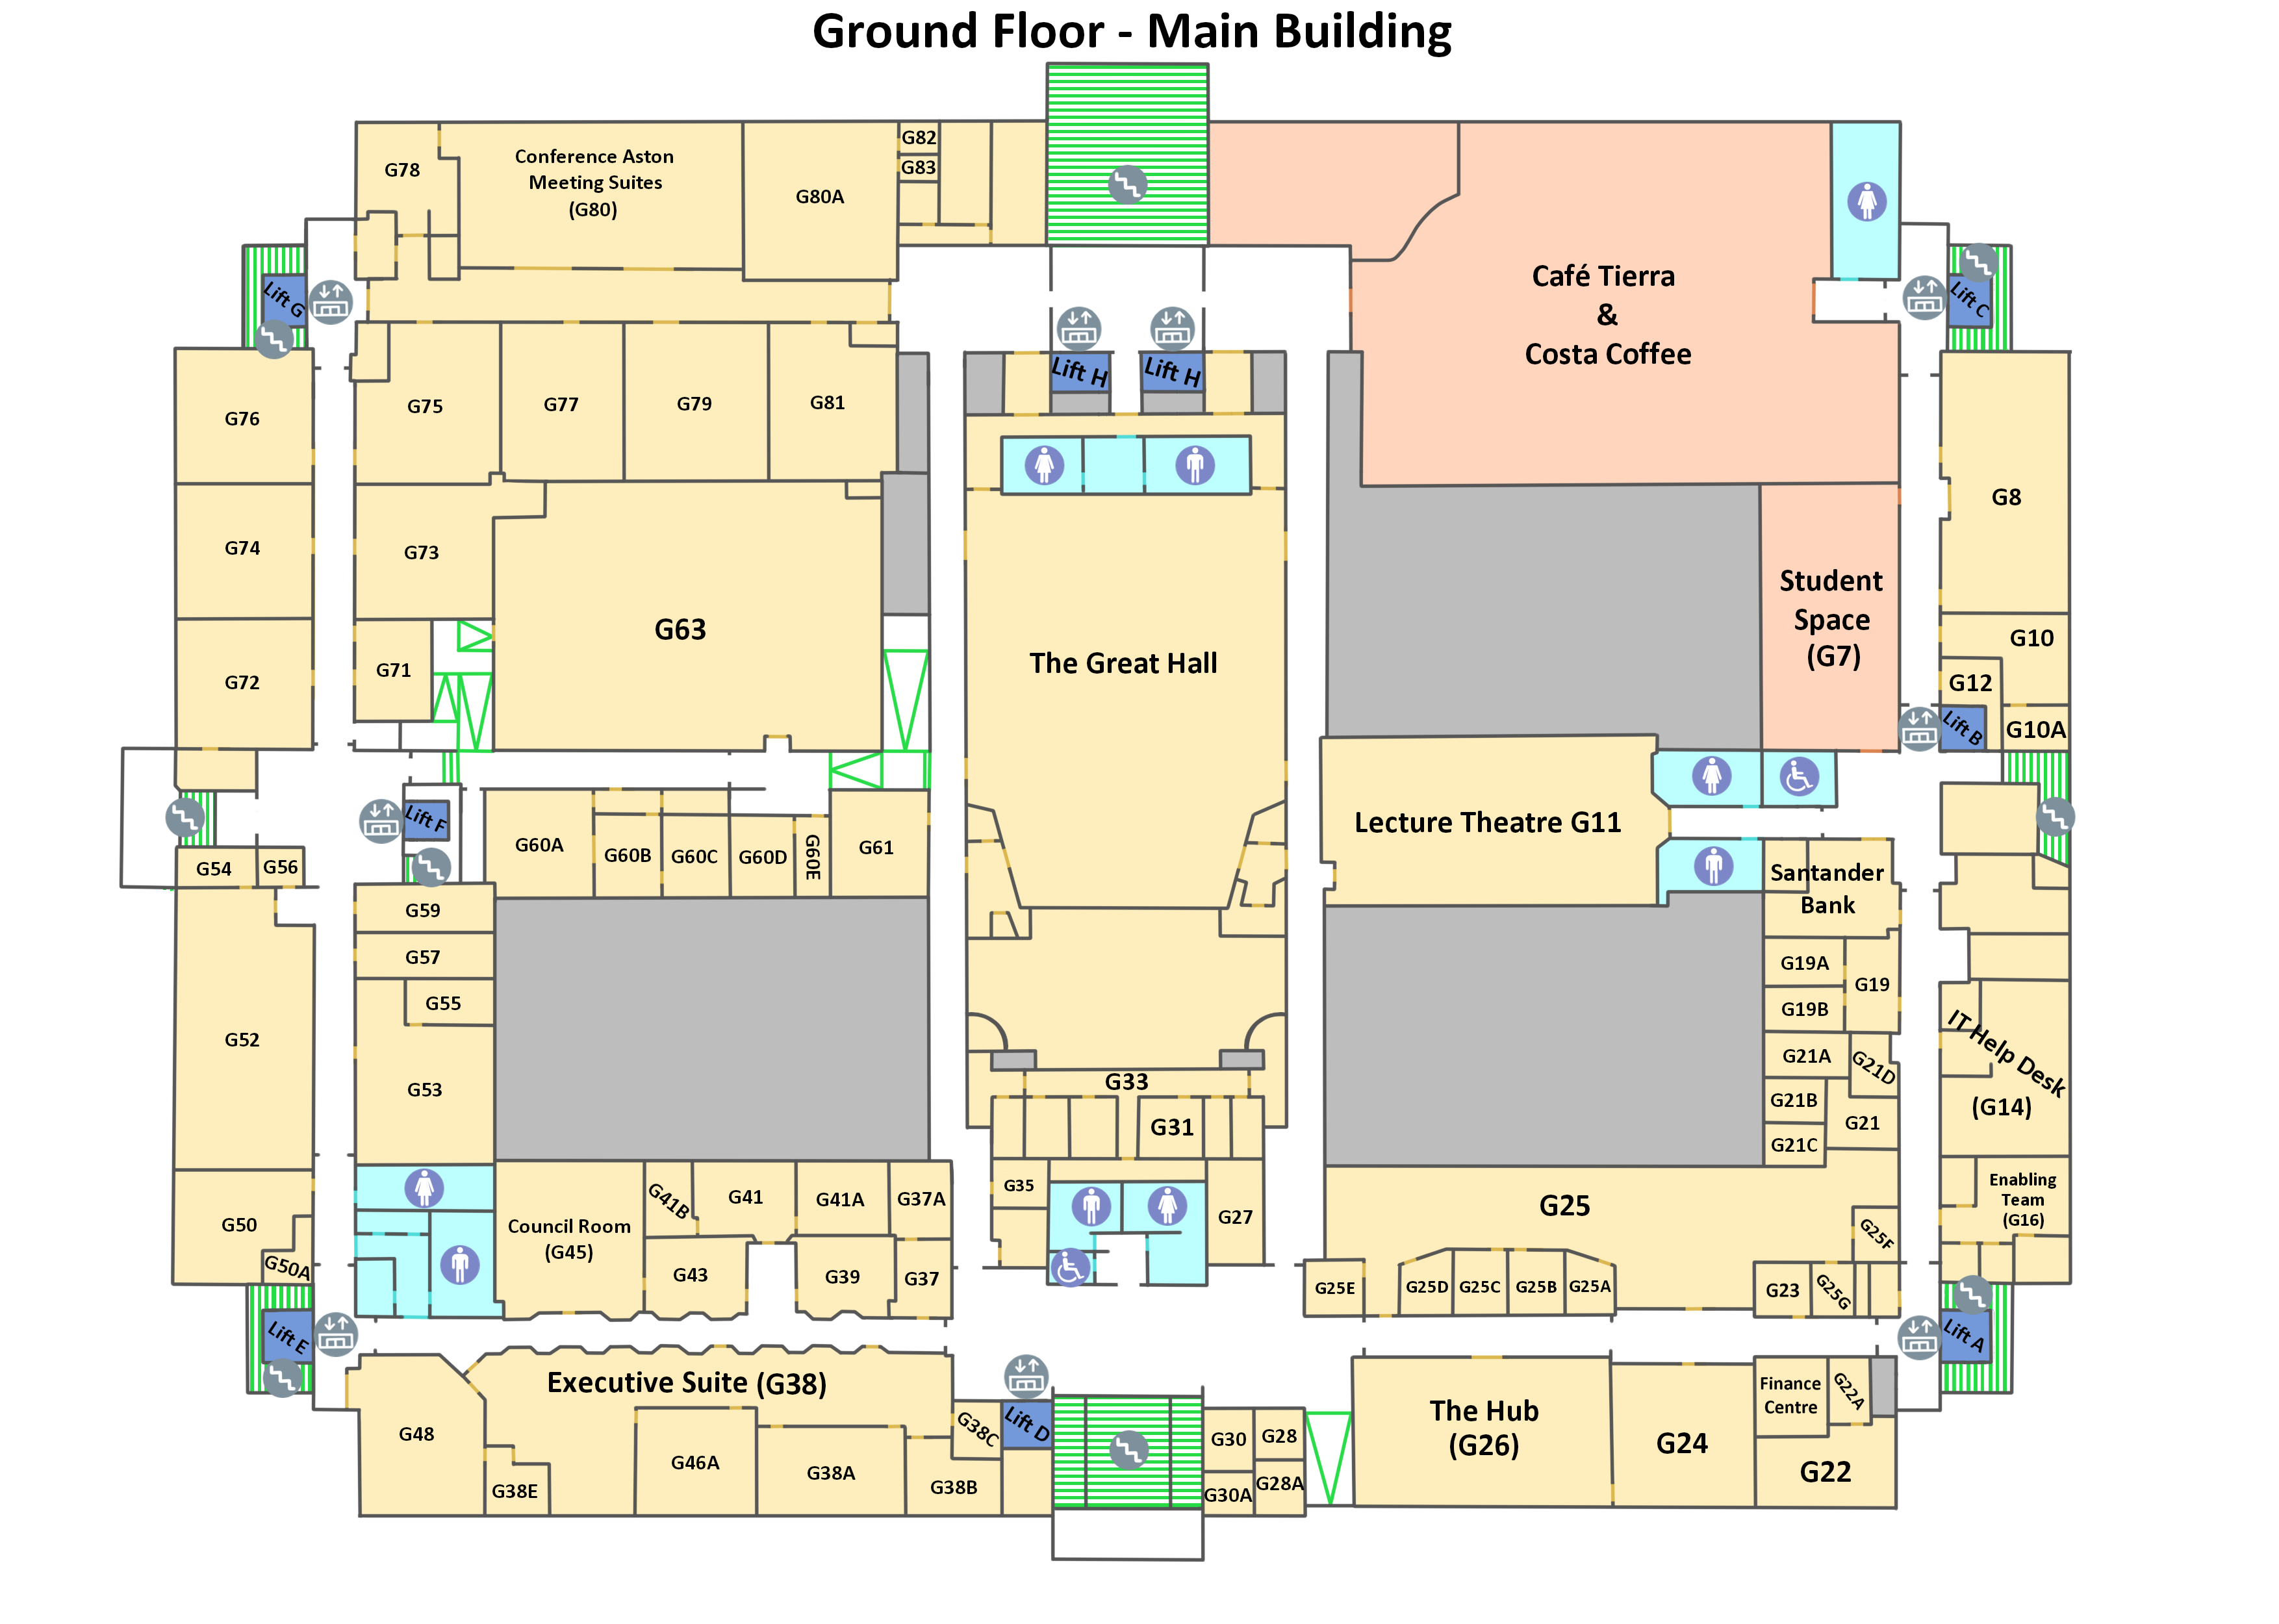 Ground Floor - Main Building
G78
Conference Aston
Meeting Suites
(G80)
G80A
G82
G83
Café Tierra
&
Costa Coffee
Lift G
Lift H
Lift H
Lift C
G76
G75
G77
G79
G81
G8
G74
G73
G63
The Great Hall
Student
Space
(G7)
G72
G71
G10
G12
G10A
Lift B
Lift F
G60A
G60B
G60C
G60D
G60E
G61
Lecture Theatre G11
G54
G56
Santander
Bank
G59
G57
G55
G53
G52
G19A
G19
G19B
G21A
G21D
G21B
G21
G21C
IT Help Desk
(G14)
G33
G31
G35
G27
G50
G50A
Council Room
(G45)
G41B
G41
G41A
G37A
G43
G39
G37
G25
G25F
G25E
G25D
G25C
G25B
G25A
G23
G25G
Enabling
Team
(G16)
Lift E
Lift A
Executive Suite (G38)
G48
G38E
G46A
G38A
G38B
G38C
Lift D
G30
G28
G30A
G28A
The Hub
(G26)
G24
Finance
Centre
G22A
G22